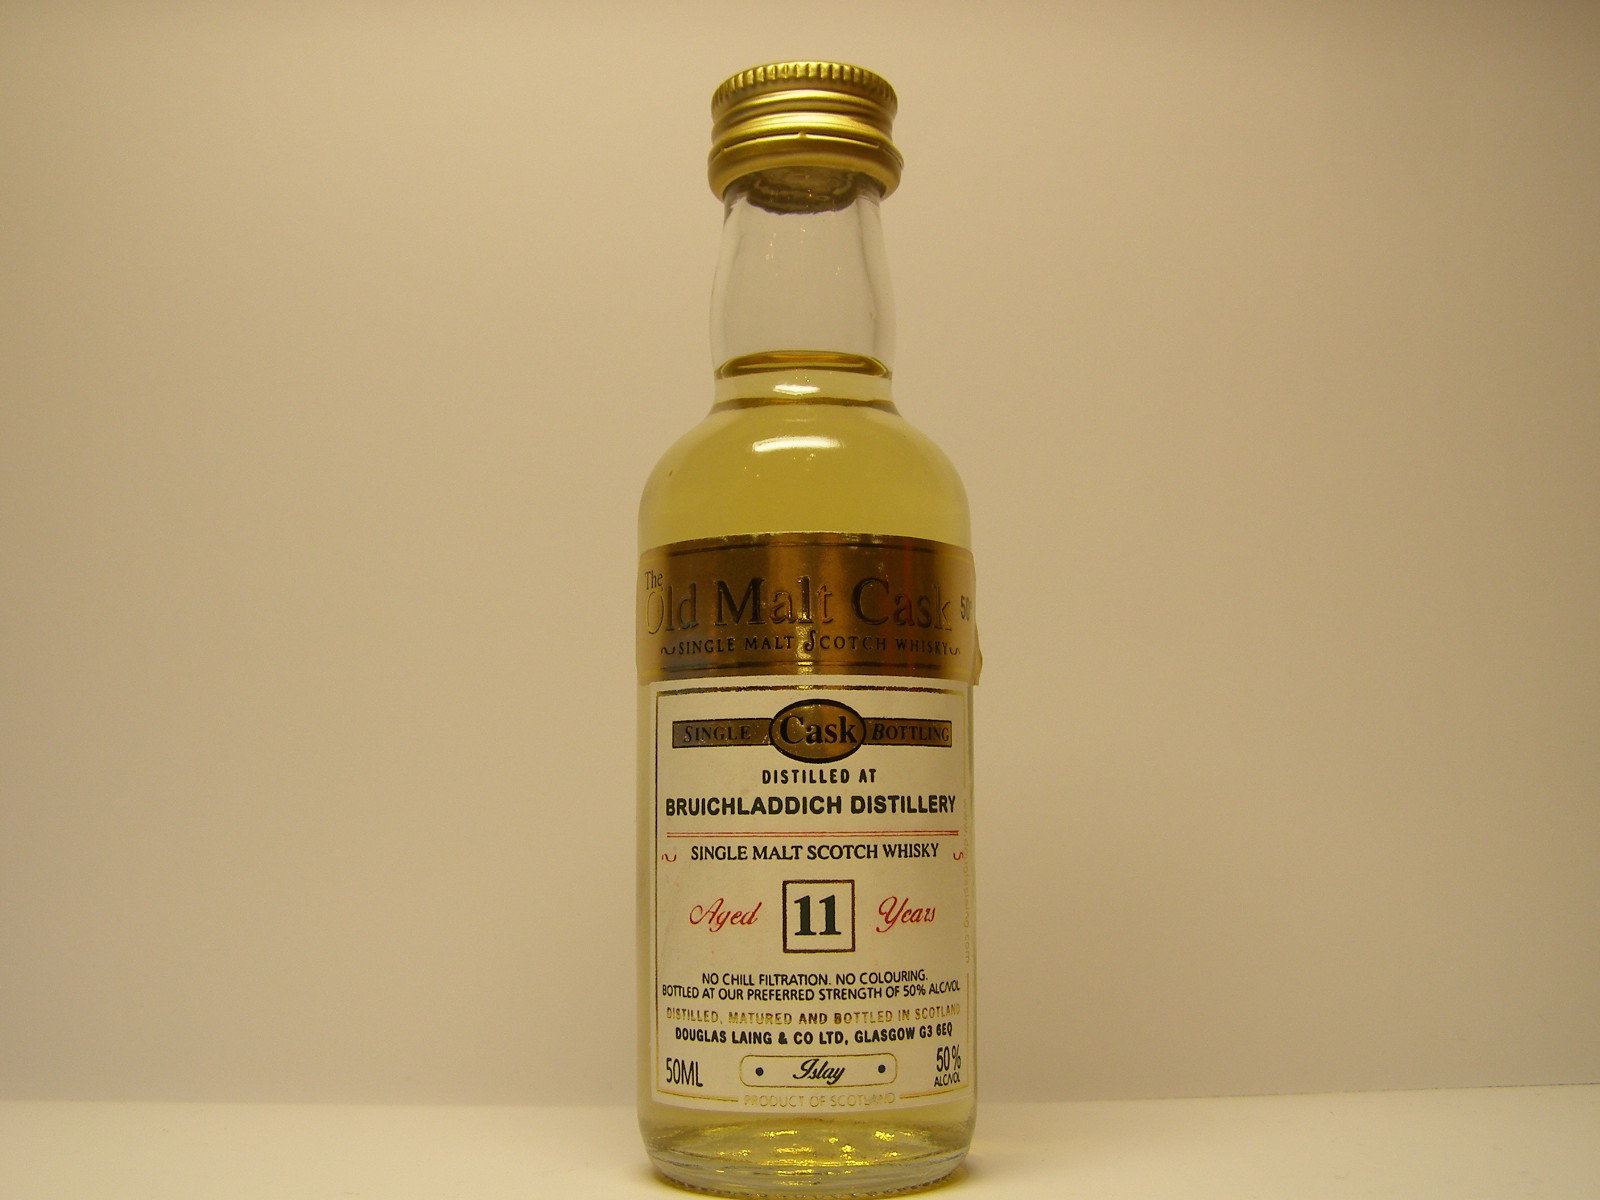 The
Old Malt Cask 50°
SINGLE MALT SCOTCH WHISKY
SINGLE Cask BOTTLING
DISTILLED AT
BRUICHLADDICH DISTILLERY
SINGLE MALT SCOTCH WHISKY
Aged 11 Years
NO CHILL FILTRATION. NO COLOURING.
BOTTLED AT OUR PREFERRED STRENGTH OF 50% ALC/VOL
DISTILLED, MATURED AND BOTTLED IN SCOTLAND
DOUGLAS LAING & CO LTD, GLASGOW G3 6EQ
50ML Islay 50%
ALC/VOL
PRODUCT OF SCOTLAND